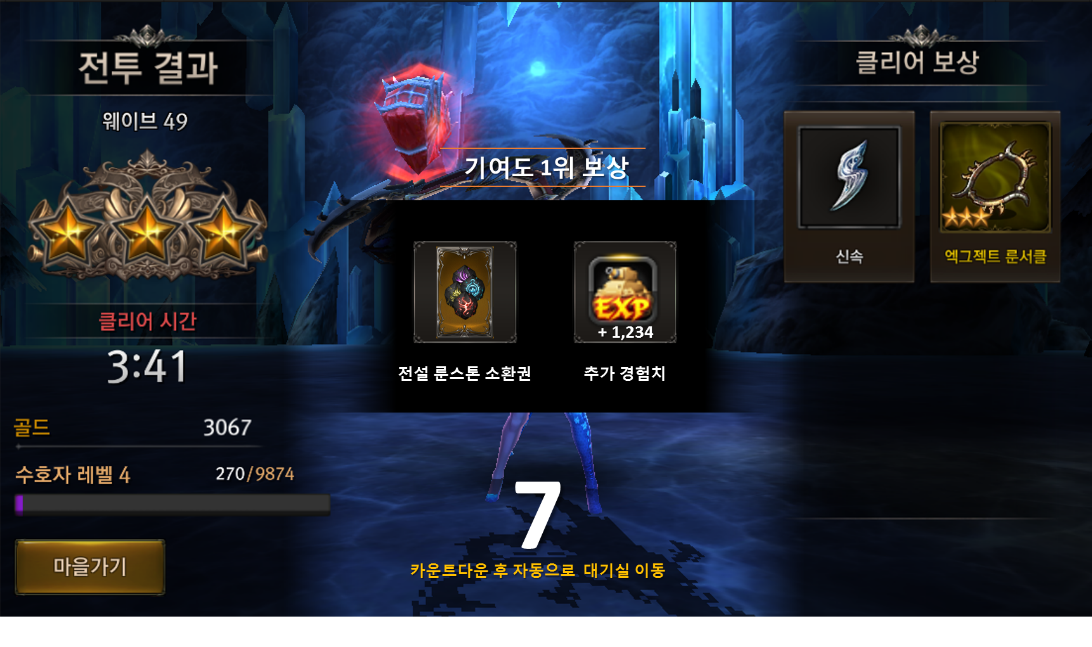 전투 결과
웨이브 49
클리어 시간
3:41
골드 3067
수호자 레벨 4 270/9874
마을가기
기여도 1위 보상
EXP
+ 1,234
전설 룬스톤 소환권
추가 경험치
7
카운트다운 후 자동으로 대기실 이동
클리어 보상
신속
엑그젝트 룬서클